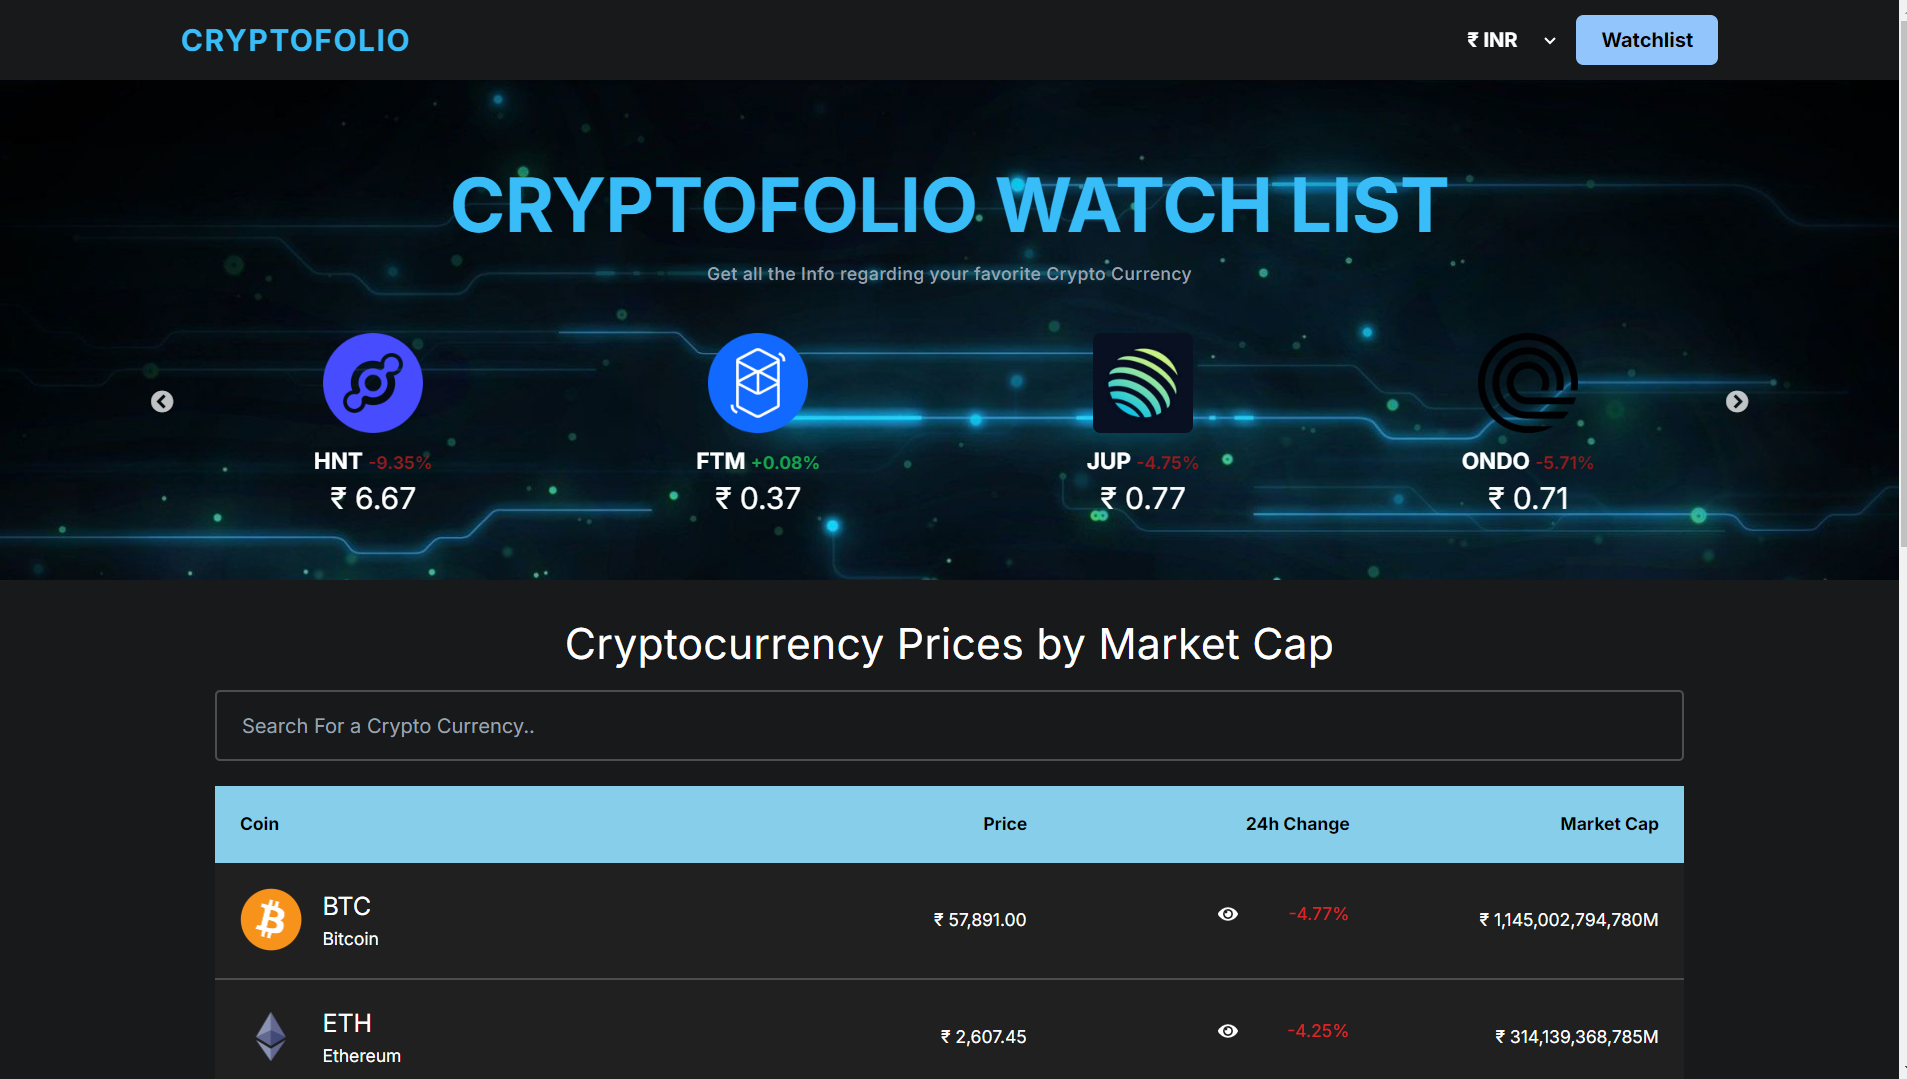 CRYPTOFOLIO
₹ INR
Watchlist
CRYPTOFOLIO WATCH LIST
Get all the Info regarding your favorite Crypto Currency
HNT -9.35%
₹ 6.67
FTM +0.08%
₹ 0.37
JUP -4.75%
₹ 0.77
ONDO -5.71%
₹ 0.71
Cryptocurrency Prices by Market Cap
Search For a Crypto Currency..
Coin Price 24h Change Market Cap
BTC
Bitcoin
₹ 57,891.00 -4.77% ₹ 1,145,002,794,780M
ETH
Ethereum
₹ 2,607.45 -4.25% ₹ 314,139,368,785M